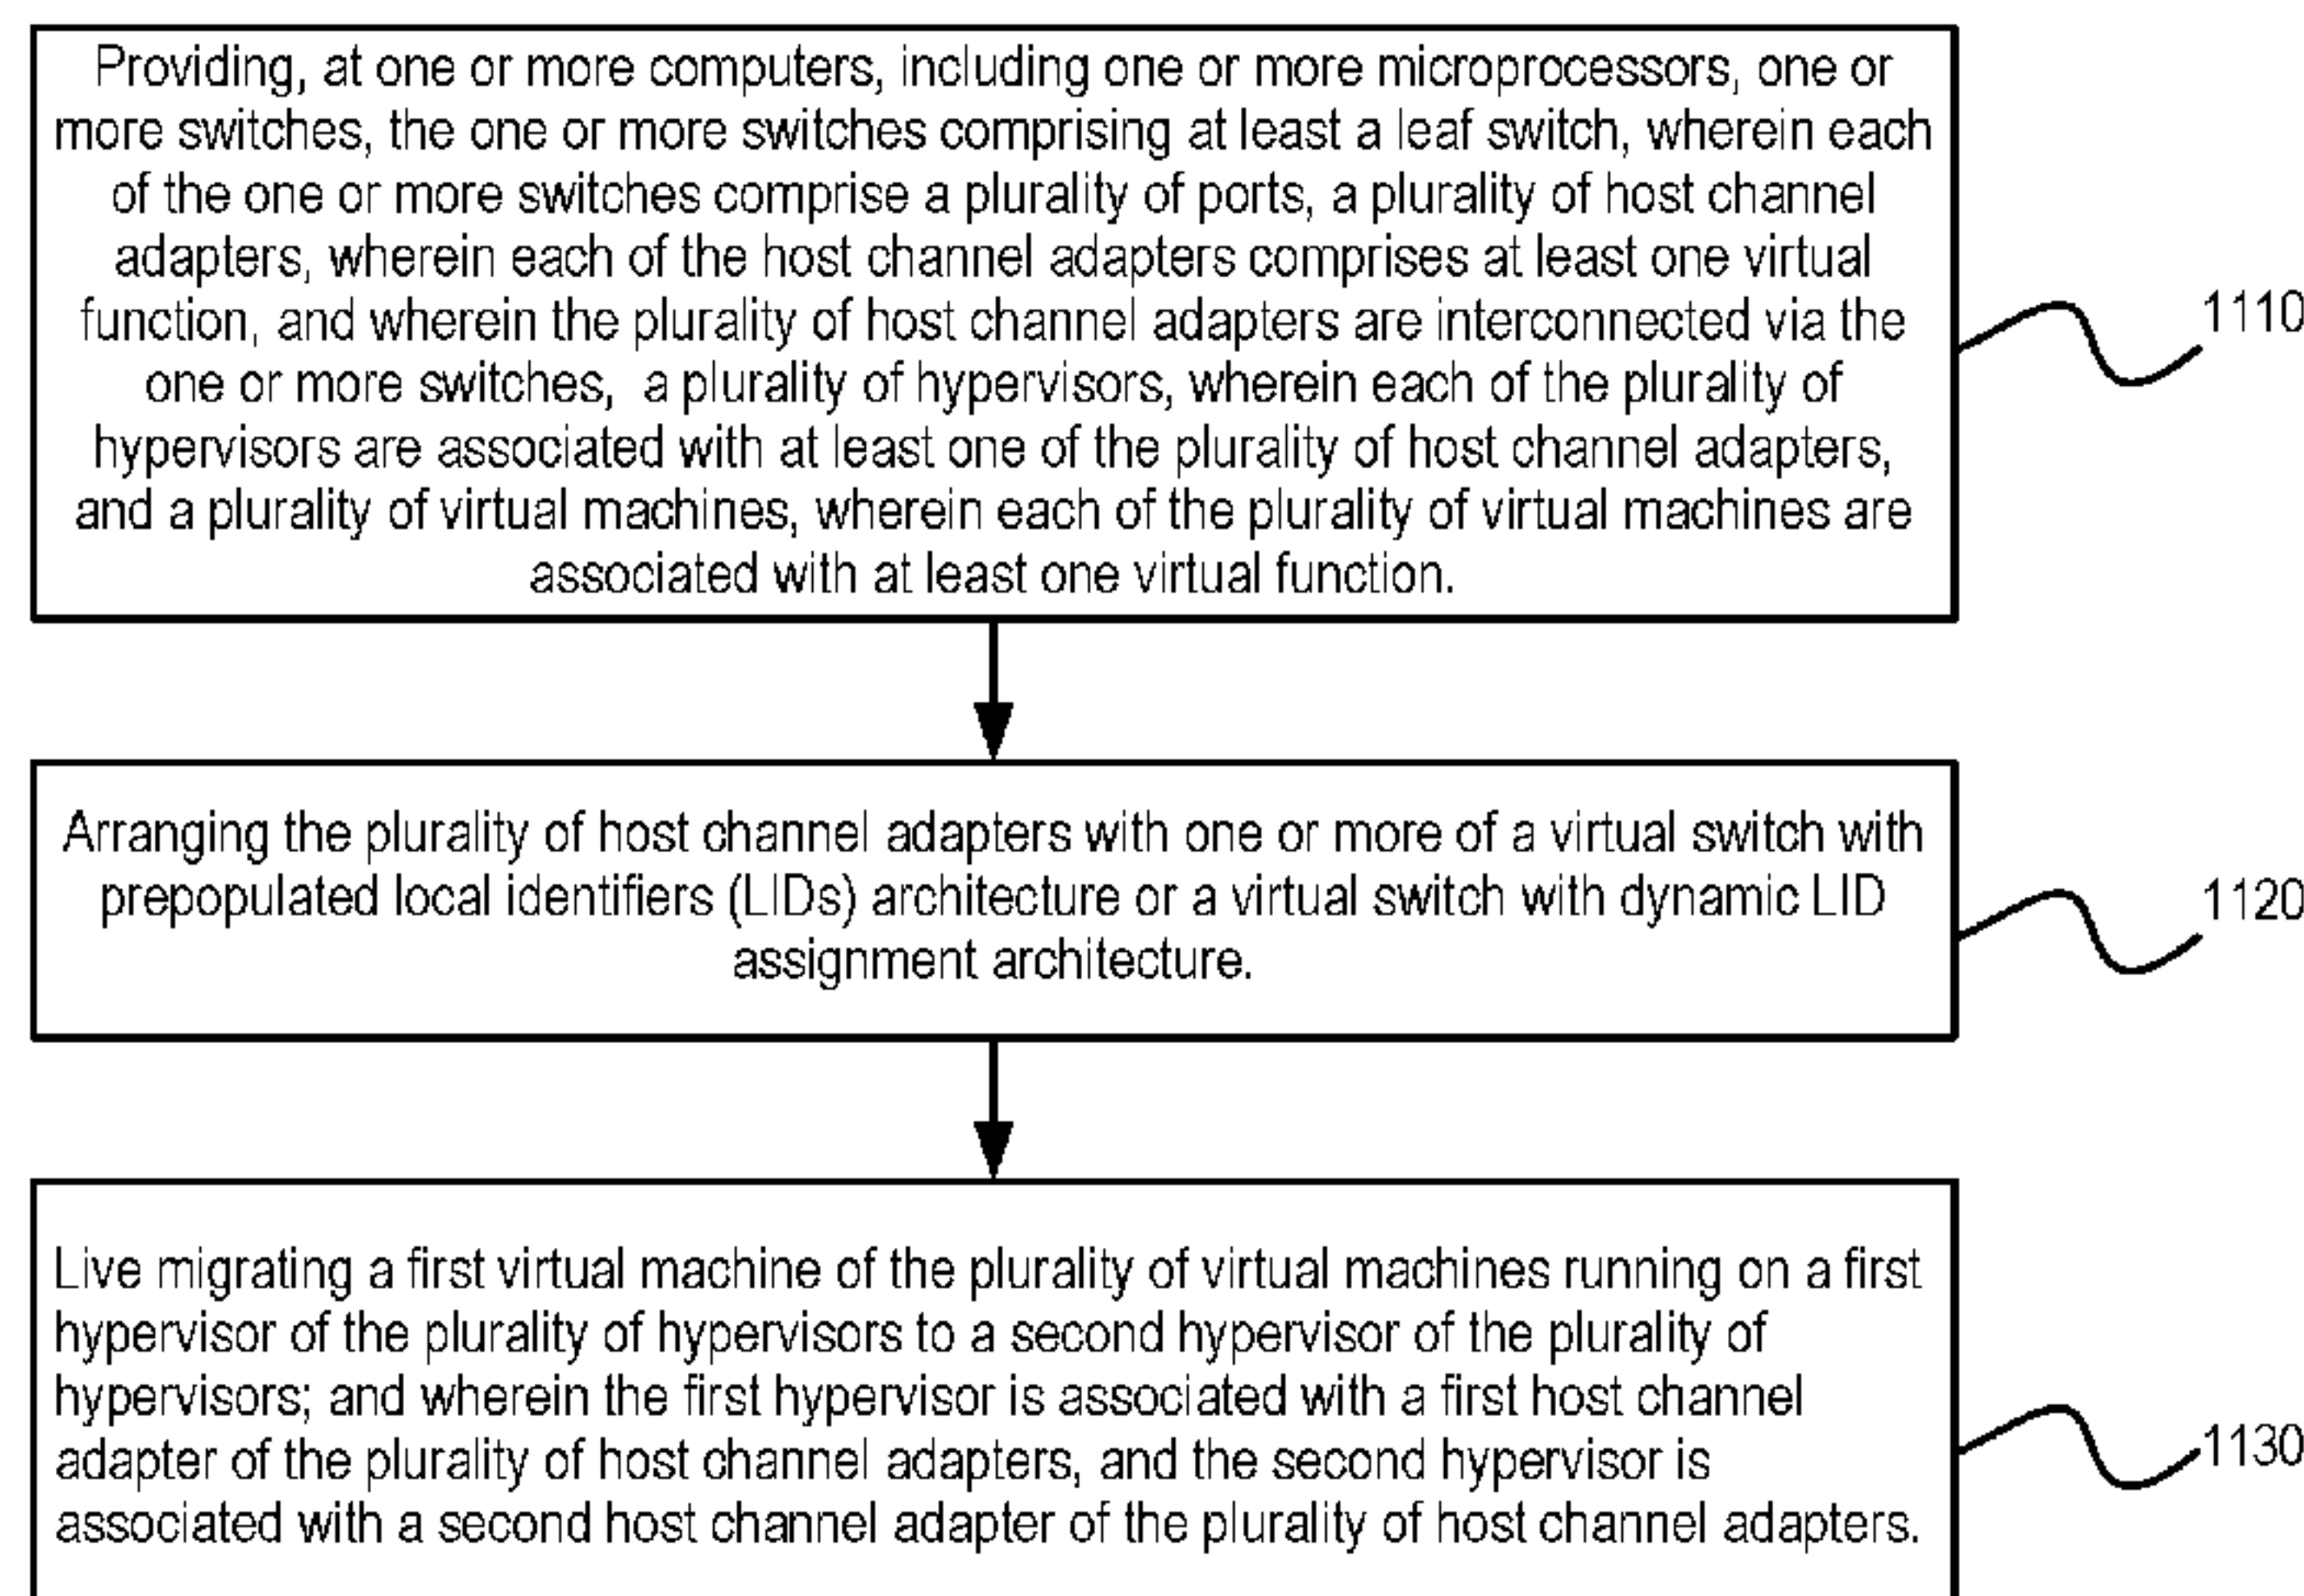 Providing, at one or more computers, including one or more microprocessors, one or
more switches, the one or more switches comprising at least a leaf switch, wherein each
of the one or more switches comprise a plurality of ports, a plurality of host channel
adapters, wherein each of the host channel adapters comprises at least one virtual
function, and wherein the plurality of host channel adapters are interconnected via the
one or more switches, a plurality of hypervisors, wherein each of the plurality of
hypervisors are associated with at least one of the plurality of host channel adapters,
and a plurality of virtual machines, wherein each of the plurality of virtual machines are
associated with at least one virtual function.
1110
Arranging the plurality of host channel adapters with one or more of a virtual switch with
prepopulated local identifiers (LIDs) architecture or a virtual switch with dynamic LID
assignment architecture.
1120
Live migrating a first virtual machine of the plurality of virtual machines running on a first
hypervisor of the plurality of hypervisors to a second hypervisor of the plurality of
hypervisors; and wherein the first hypervisor is associated with a first host channel
adapter of the plurality of host channel adapters, and the second hypervisor is
associated with a second host channel adapter of the plurality of host channel adapters.
1130